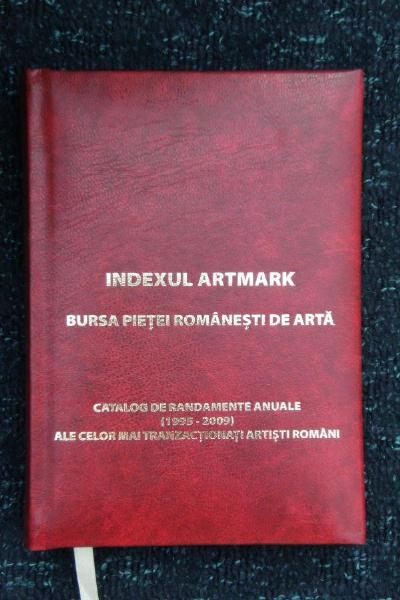 INDEXUL ARTMARK
BURSA PIEȚEI ROMÂNEȘTI DE ARTĂ
CATALOG DE RANDAMENTE ANUALE
(1995 - 2009)
ALE CELOR MAI TRANZACȚIONAȚI ARTIȘTI ROMÂNI